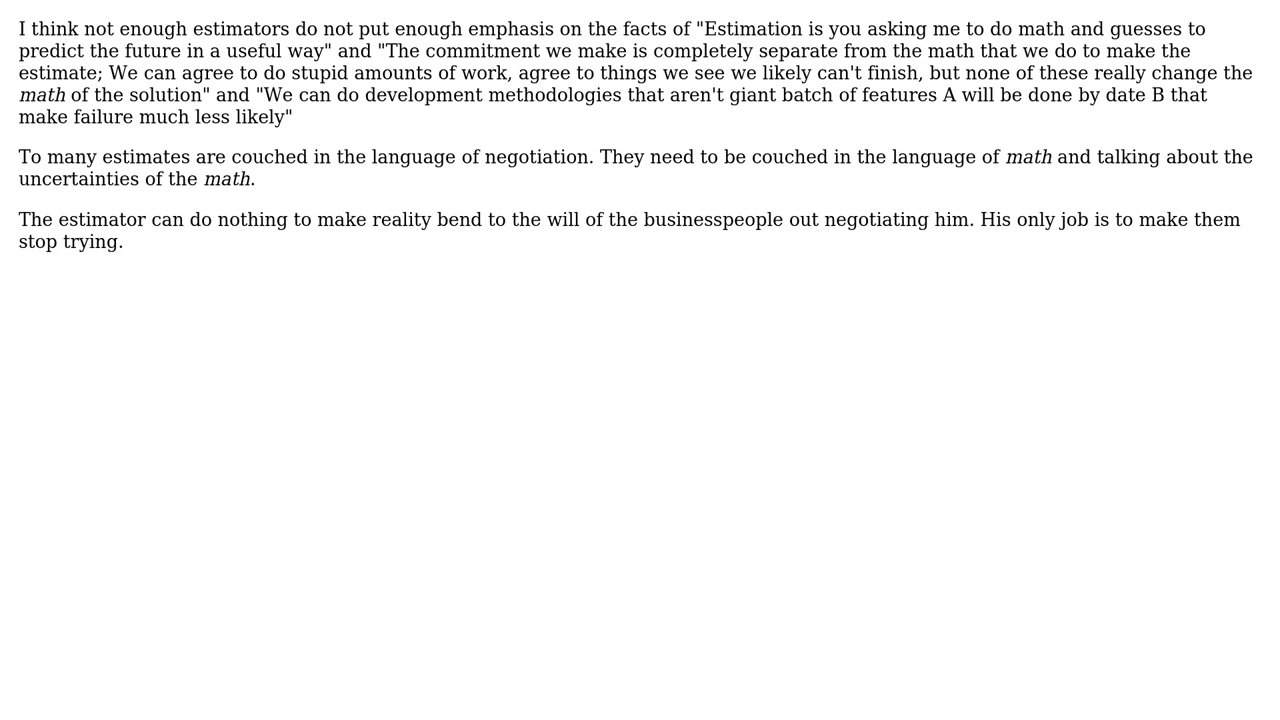 I think not enough estimators do not put enough emphasis on the facts of "Estimation is you asking me to do math and guesses to
predict the future in a useful way" and "The commitment we make is completely separate from the math that we do to make the
estimate; We can agree to do stupid amounts of work, agree to things we see we likely can't finish, but none of these really change the
math of the solution" and "We can do development methodologies that aren't giant batch of features A will be done by date B that
make failure much less likely"
To many estimates are couched in the language of negotiation. They need to be couched in the language of math and talking about the
uncertainties of the math.
The estimator can do nothing to make reality bend to the will of the businesspeople out negotiating him. His only job is to make them
stop trying.